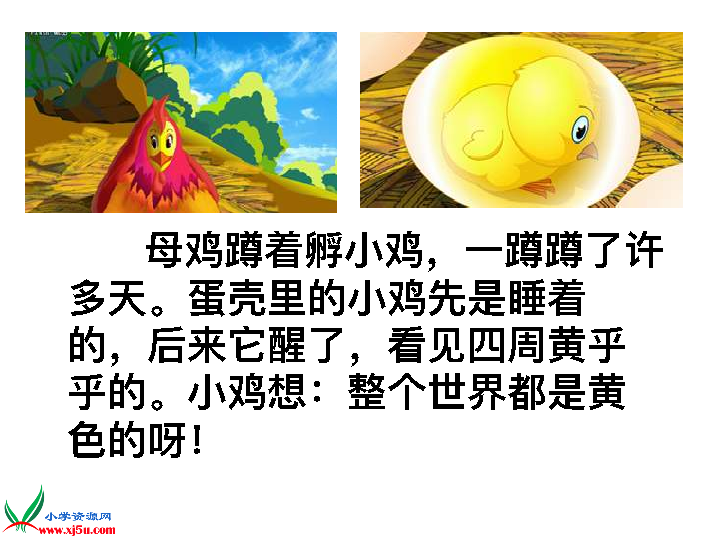 母鸡蹲着孵小鸡，一蹲蹲了许
多天。蛋壳里的小鸡先是睡着
的，后来它醒了，看见四周黄乎
乎的。小鸡想：整个世界都是黄
色的呀！
小学资源网
www.xj5u.com